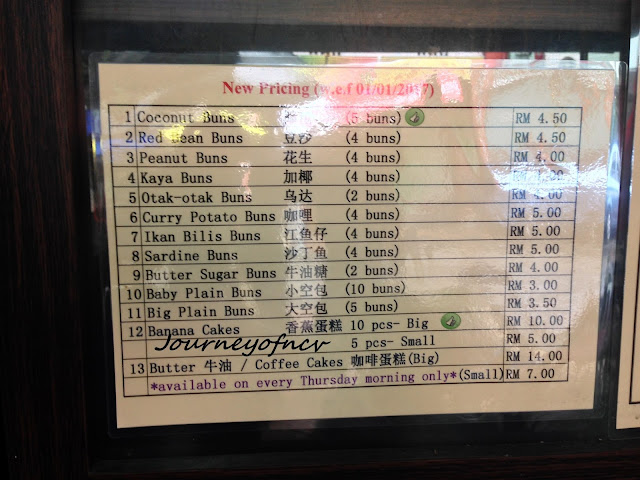 New Pricing (w.e.f 01/01/2017)
1 Coconut Buns (5 buns) RM 4.50
2 Red Bean Buns 豆沙 (4 buns) RM 4.50
3 Peanut Buns 花生 (4 buns) RM 4.00
4 Kaya Buns 加椰 (4 buns) RM
5 Otak-otak Buns 乌达 (2 buns) RM 4.00
6 Curry Potato Buns 咖哩 (4 buns) RM 5.00
7 Ikan Bilis Buns 江鱼仔 (4 buns) RM 5.00
8 Sardine Buns 沙丁鱼 (4 buns) RM 5.00
9 Butter Sugar Buns 牛油糖 (2 buns) RM 4.00
10 Baby Plain Buns 小空包 (10 buns) RM 3.00
11 Big Plain Buns 大空包 (5 buns) RM 3.50
12 Banana Cakes 香蕉蛋糕 10 pcs- Big RM 10.00
Journeyofncv 5 pcs- Small RM 5.00
13 Butter 牛油 / Coffee Cakes 咖啡蛋糕(Big) RM 14.00
*available on every Thursday morning only*(Small) RM 7.00